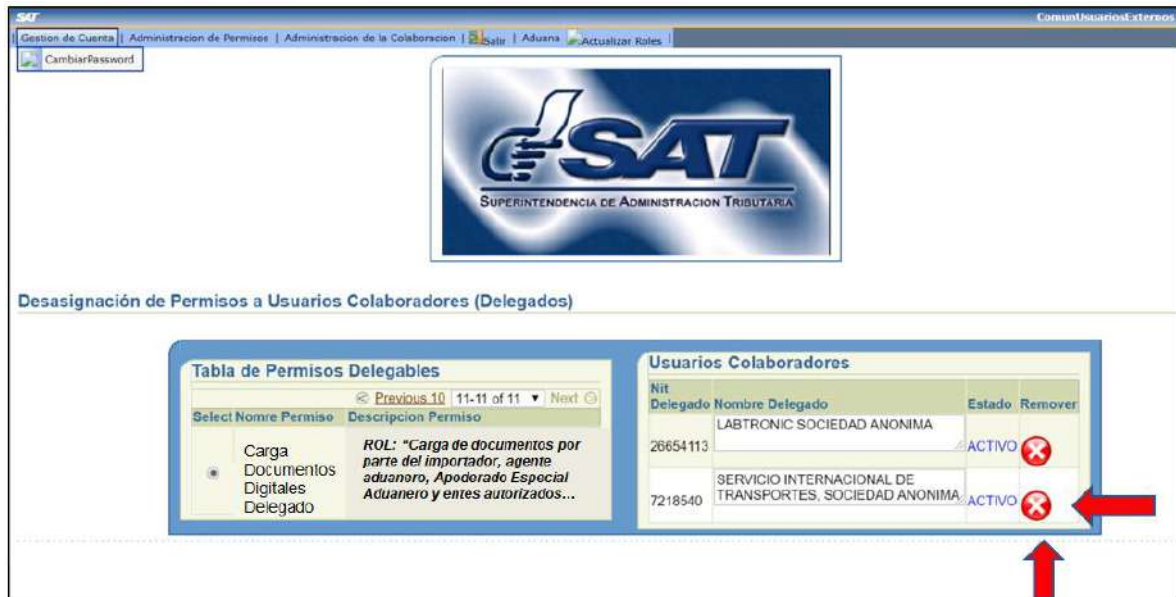 SAT
ComunUsuariosExternos
| Gestion de Cuenta | Administracion de Permisos | Administracion de la Colaboracion | Salir | Aduana Actualizar Roles |
CambiarPassword
SAT
SUPERINTENDENCIA DE ADMINISTRACION TRIBUTARIA
Desasignación de Permisos a Usuarios Colaboradores (Delegados)
Tabla de Permisos Delegables
Previous 10 11-11 of 11 Next
Select Nomre Permiso Descripcion Permiso
Carga
Documentos
Digitales
Delegado
ROL: "Carga de documentos por
parte del importador, agente
aduanero, Apoderado Especial
Aduanero y entes autorizados...
Usuarios Colaboradores
Nit
Delegado Nombre Delegado Estado Remover
LABTRONIC SOCIEDAD ANONIMA
26654113 ACTIVO
SERVICIO INTERNACIONAL DE
TRANSPORTES, SOCIEDAD ANONIMA
7218540 ACTIVO